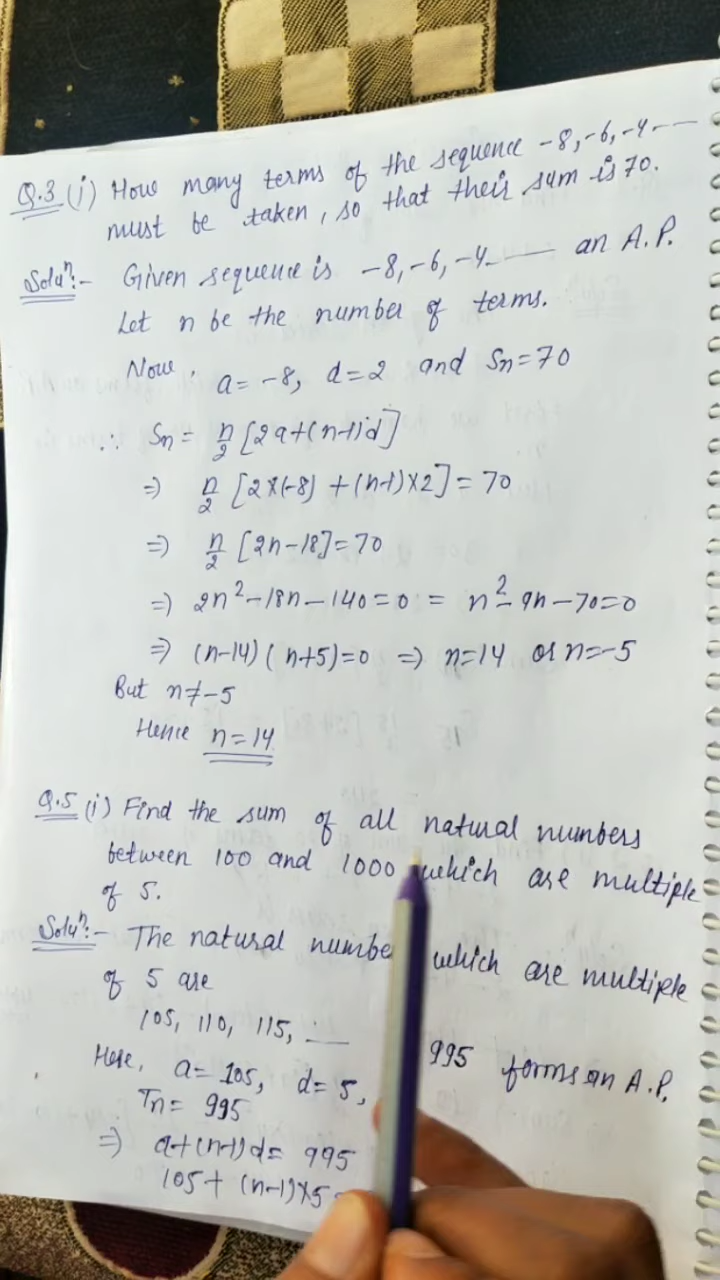 Q.3 (i) How many terms of the sequence -8, -6, -4 ----
must be taken, so that their sum is 70.
Soluⁿ:- Given sequence is -8, -6, -4 ---- an A.P.
Let n be the number of terms.
Now, a = -8, d = 2 and Sn = 70
∴ Sn = n/2 [2a+(n-1)d]
⇒ n/2 [2×(-8) + (n-1)×2] = 70
⇒ n/2 [2n-18] = 70
⇒ 2n² - 18n - 140 = 0 = n² - 9n - 70 = 0
⇒ (n-14) (n+5) = 0 ⇒ n = 14 or n = -5
But n ≠ -5
Hence n = 14
Q.5 (i) Find the sum of all natural numbers
between 100 and 1000 which are multiple
of 5.
Soluⁿ:- The natural number which are multiple
of 5 are
105, 110, 115, ---- 995 forms an A.P.
Here, a = 105, d = 5,
Tn = 995
⇒ a+(n-1)d = 995
105 + (n-1)×5